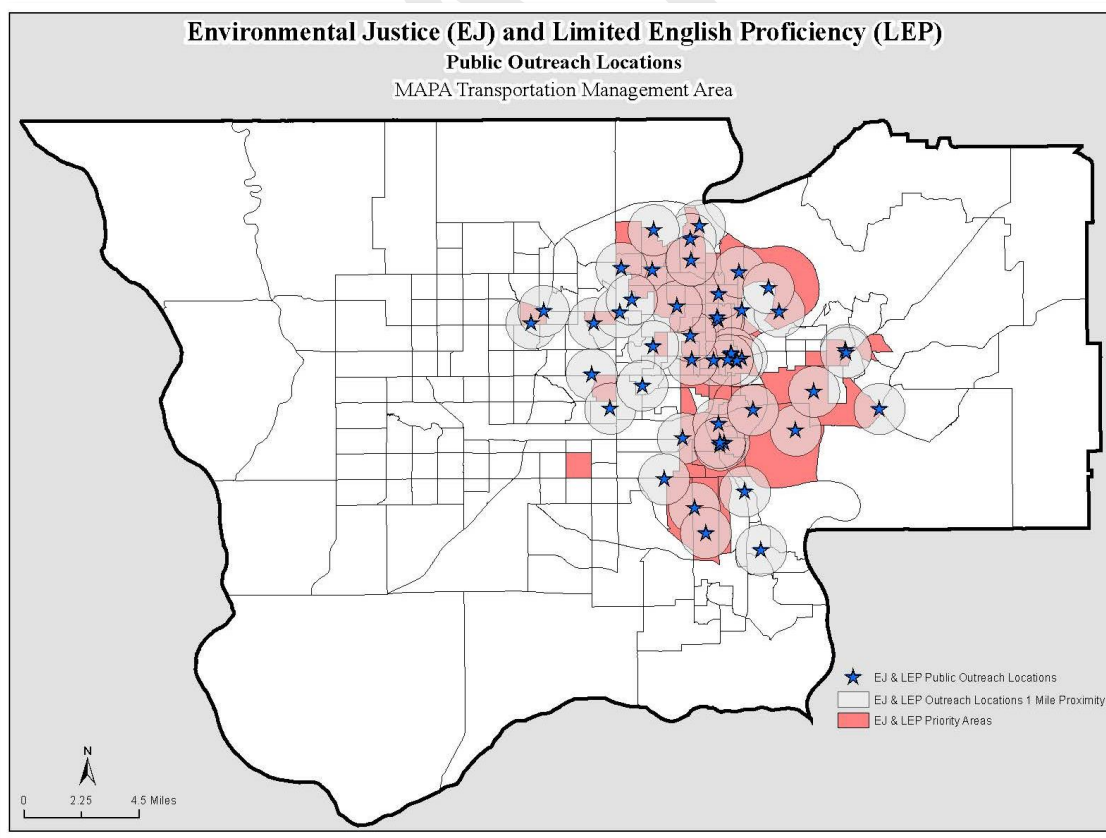 Environmental Justice (EJ) and Limited English Proficiency (LEP)
Public Outreach Locations
MAPA Transportation Management Area
EJ & LEP Public Outreach Locations
EJ & LEP Outreach Locations 1 Mile Proximity
EJ & LEP Priority Areas
N
0 2.25 4.5 Miles